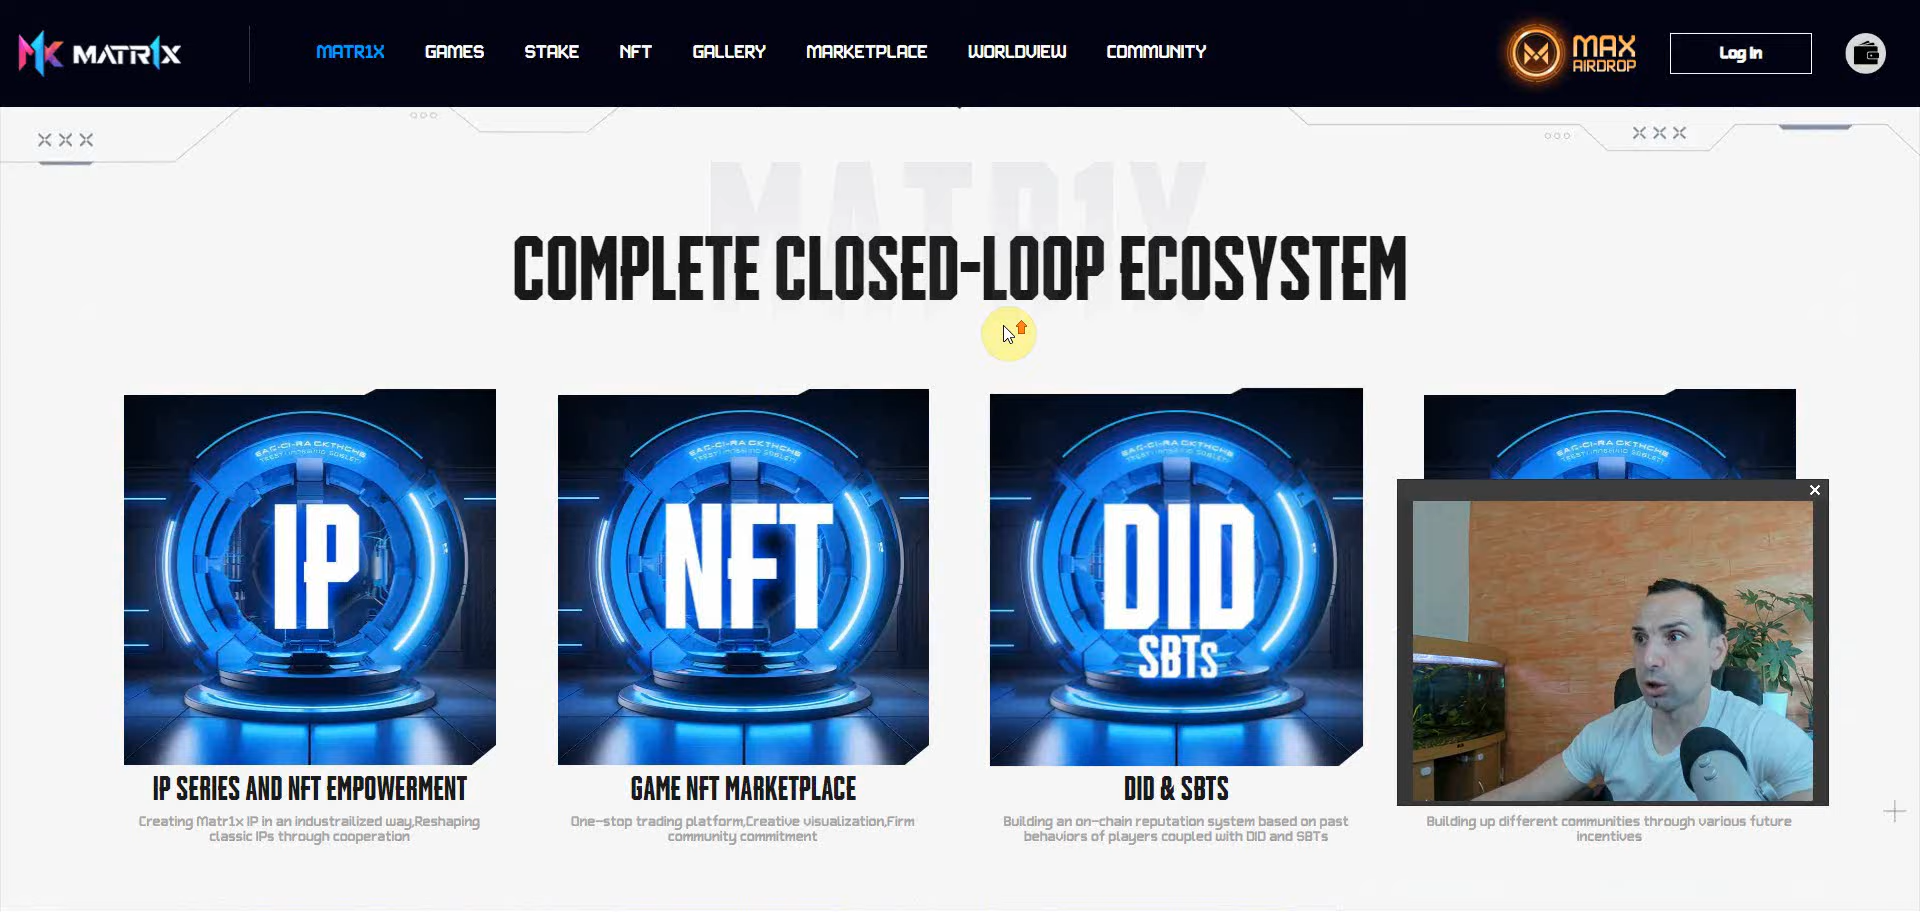 MATR1X
MATR1X GAMES STAKE NFT GALLERY MARKETPLACE WORLDVIEW COMMUNITY
MAX
AIRDROP
Log In
MATR1X
COMPLETE CLOSED-LOOP ECOSYSTEM
IP
NFT
DID
SBTs
IP SERIES AND NFT EMPOWERMENT
Creating Matr1x IP in an industrailized way,Reshaping
classic IPs through cooperation
GAME NFT MARKETPLACE
One-stop trading platform,Creative visualization,Firm
community commitment
DID & SBTS
Building an on-chain reputation system based on past
behaviors of players coupled with DID and SBTs
Building up different communities through various future
incentives